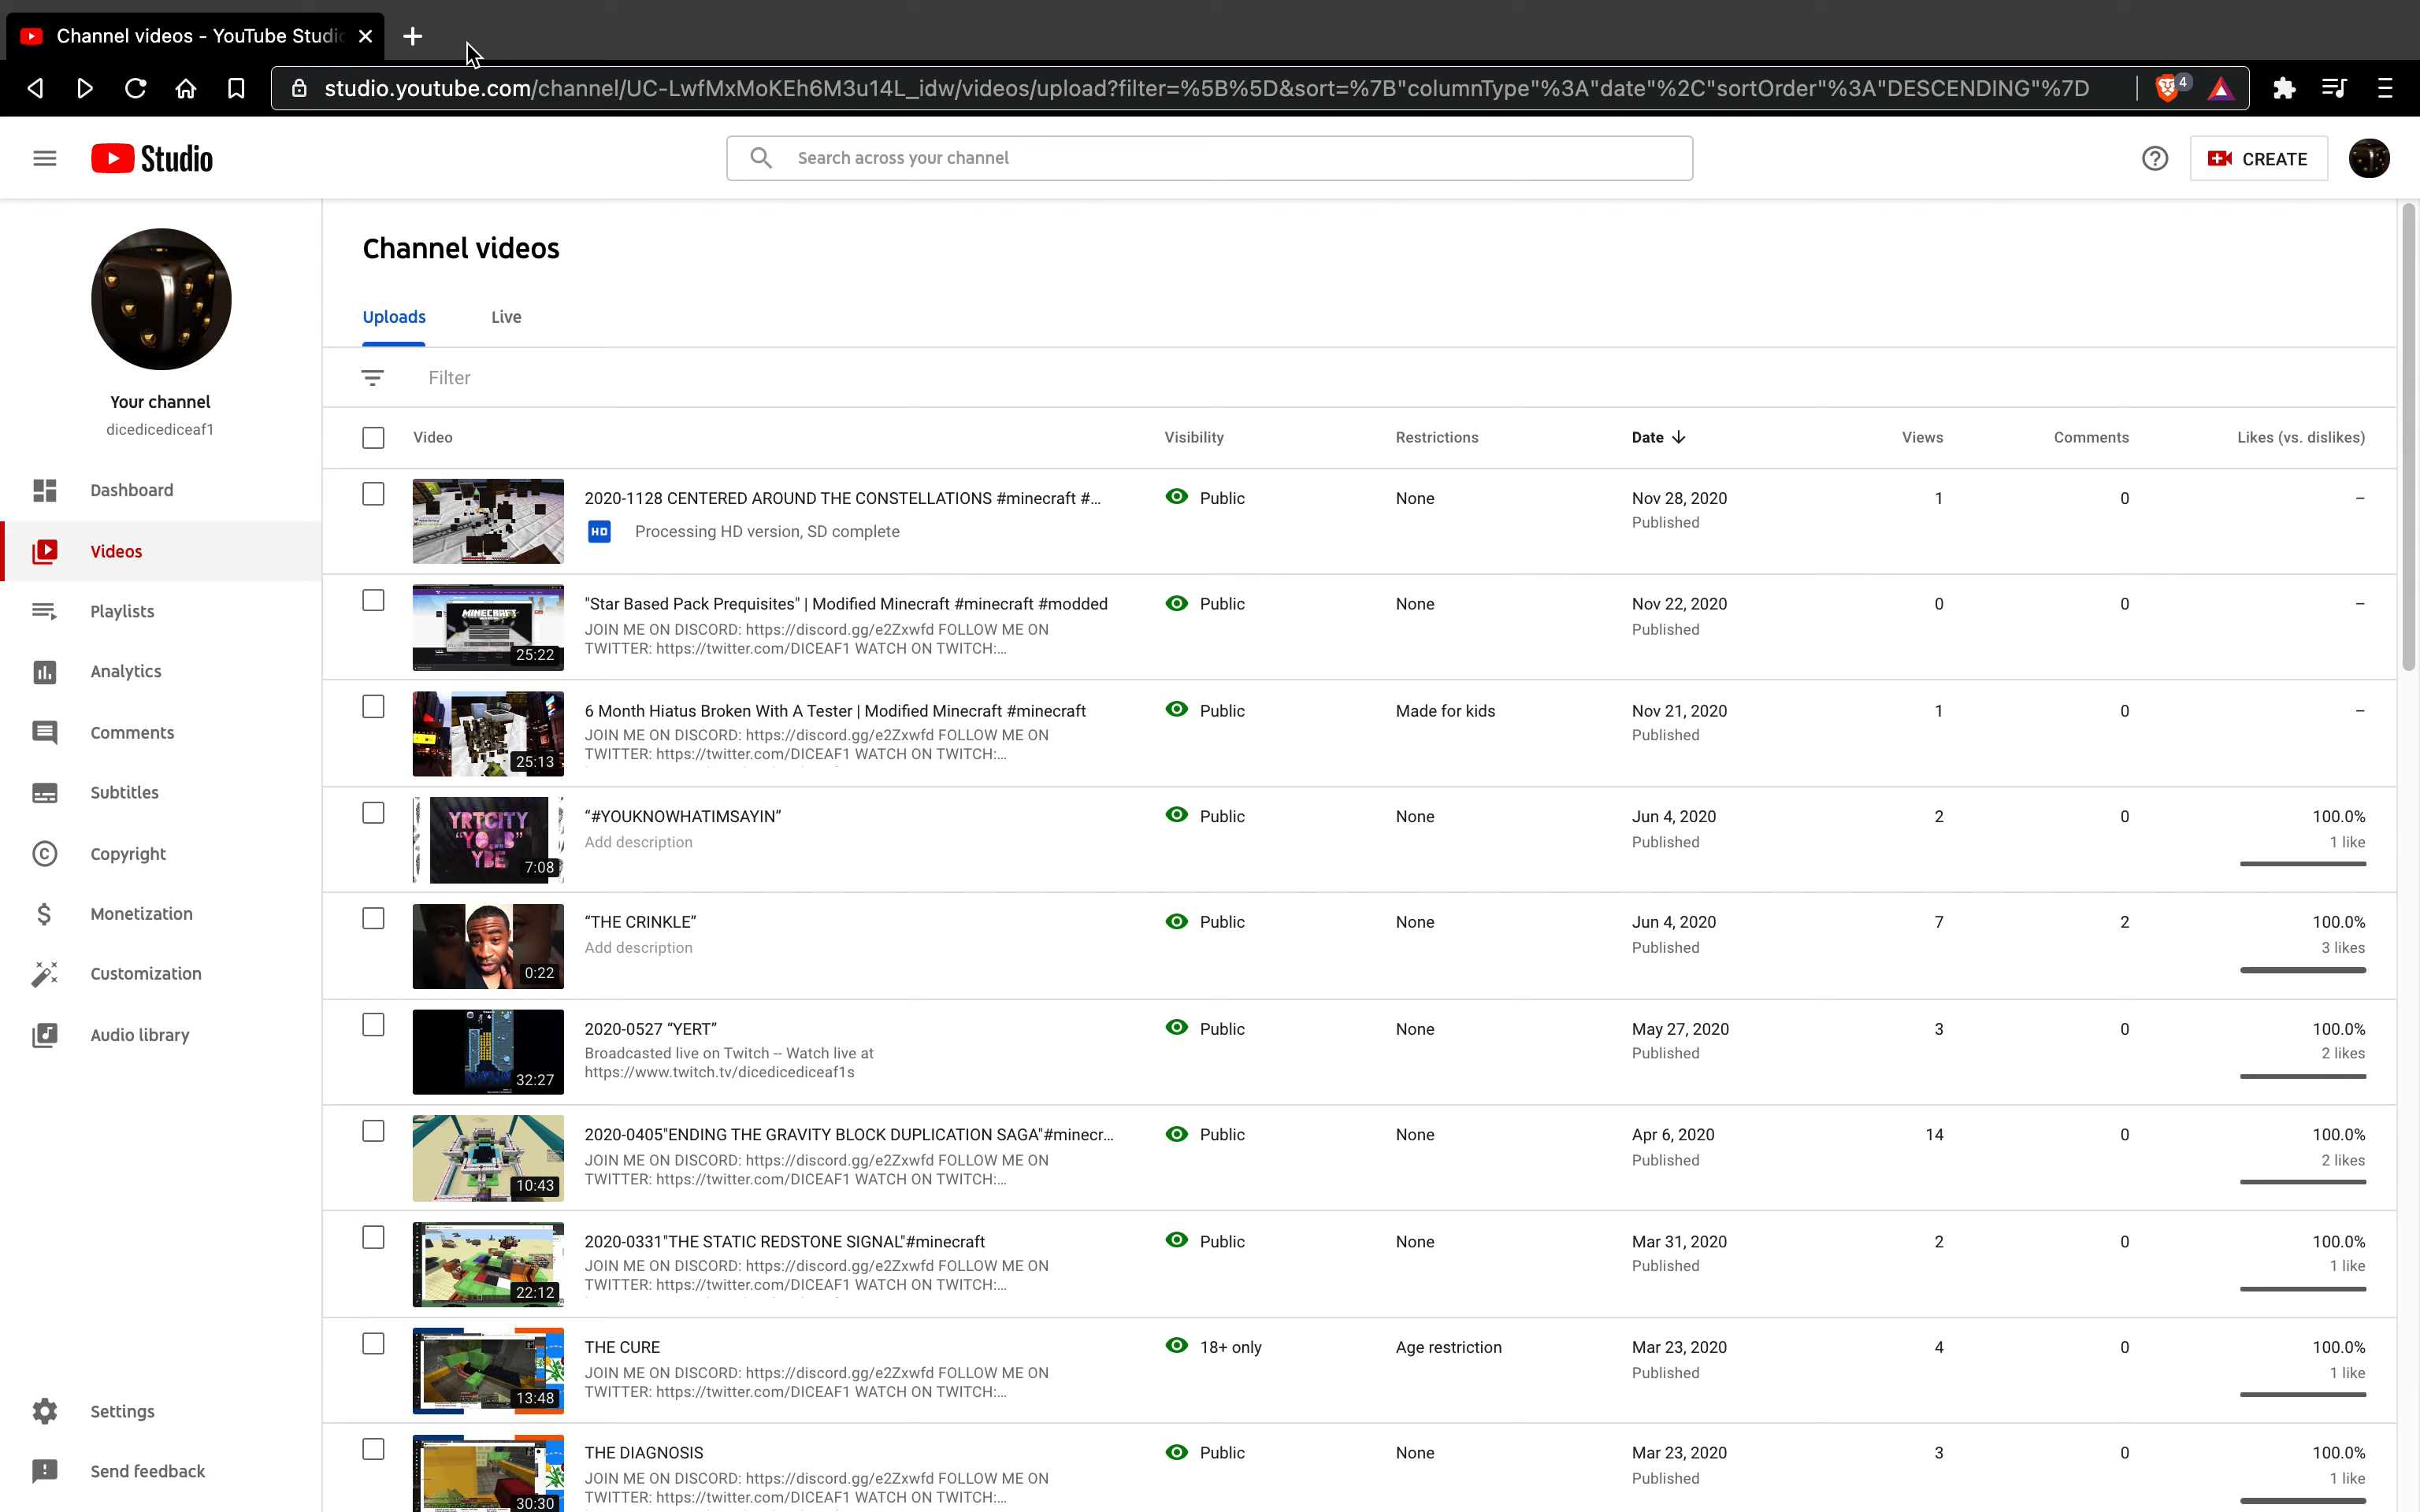 Channel videos - YouTube Studio
studio.youtube.com/channel/UC-LwfMxMoKEh6M3u14L_idw/videos/upload?filter=%5B%5D&sort=%7B"columnType"%3A"date"%2C"sortOrder"%3A"DESCENDING"%7D
4
Studio
Search across your channel
CREATE
Your channel
dicedicediceaf1
Dashboard
Videos
Playlists
Analytics
Comments
Subtitles
Copyright
Monetization
Customization
Audio library
Settings
Send feedback
Channel videos
Uploads Live
Filter
Video Visibility Restrictions Date Views Comments Likes (vs. dislikes)
2020-1128 CENTERED AROUND THE CONSTELLATIONS #minecraft #... Public None Nov 28, 2020 1 0 –
HD Processing HD version, SD complete Published
"Star Based Pack Prequisites" | Modified Minecraft #minecraft #modded Public None Nov 22, 2020 0 0 –
JOIN ME ON DISCORD: https://discord.gg/e2Zxwfd FOLLOW ME ON Published
TWITTER: https://twitter.com/DICEAF1 WATCH ON TWITCH:...
MINECRAFT
25:22
6 Month Hiatus Broken With A Tester | Modified Minecraft #minecraft Public Made for kids Nov 21, 2020 1 0 –
JOIN ME ON DISCORD: https://discord.gg/e2Zxwfd FOLLOW ME ON Published
TWITTER: https://twitter.com/DICEAF1 WATCH ON TWITCH:...
25:13
“#YOUKNOWHATIMSAYIN” Public None Jun 4, 2020 2 0 100.0%
Add description Published 1 like
YRTCITY
“YO,,B”
YBE
7:08
“THE CRINKLE” Public None Jun 4, 2020 7 2 100.0%
Add description Published 3 likes
0:22
2020-0527 “YERT” Public None May 27, 2020 3 0 100.0%
Broadcasted live on Twitch -- Watch live at Published 2 likes
https://www.twitch.tv/dicedicediceaf1s
32:27
2020-0405"ENDING THE GRAVITY BLOCK DUPLICATION SAGA"#minecr... Public None Apr 6, 2020 14 0 100.0%
JOIN ME ON DISCORD: https://discord.gg/e2Zxwfd FOLLOW ME ON Published 2 likes
TWITTER: https://twitter.com/DICEAF1 WATCH ON TWITCH:...
10:43
2020-0331"THE STATIC REDSTONE SIGNAL"#minecraft Public None Mar 31, 2020 2 0 100.0%
JOIN ME ON DISCORD: https://discord.gg/e2Zxwfd FOLLOW ME ON Published 1 like
TWITTER: https://twitter.com/DICEAF1 WATCH ON TWITCH:...
22:12
THE CURE 18+ only Age restriction Mar 23, 2020 4 0 100.0%
JOIN ME ON DISCORD: https://discord.gg/e2Zxwfd FOLLOW ME ON Published 1 like
TWITTER: https://twitter.com/DICEAF1 WATCH ON TWITCH:...
13:48
THE DIAGNOSIS Public None Mar 23, 2020 3 0 100.0%
JOIN ME ON DISCORD: https://discord.gg/e2Zxwfd FOLLOW ME ON Published 1 like
TWITTER: https://twitter.com/DICEAF1 WATCH ON TWITCH:...
30:30